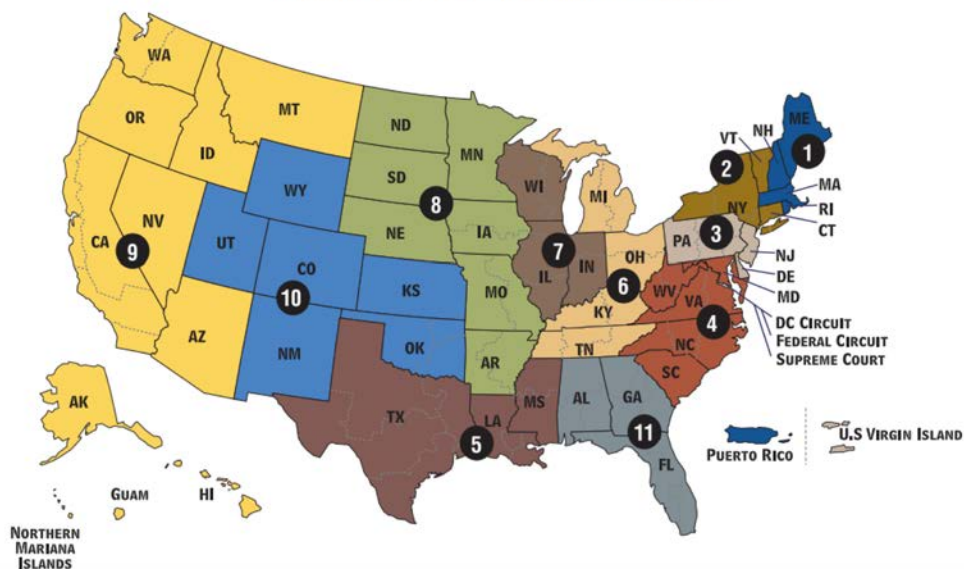 WA
OR
MT
ID
WY
NV
UT
CA
9
CO
10
AZ
NM
ND
SD
8
NE
MN
IA
KS
MO
OK
AR
TX
LA
5
MS
WI
MI
7
IL
IN
OH
6
KY
TN
VT
NH
ME
1
2
NY
MA
RI
CT
3
PA
NJ
DE
MD
DC CIRCUIT
FEDERAL CIRCUIT
SUPREME COURT
WV
VA
4
NC
SC
AL
GA
11
FL
AK
HI
GUAM
NORTHERN
MARIANA
ISLANDS
PUERTO RICO
U.S VIRGIN ISLAND